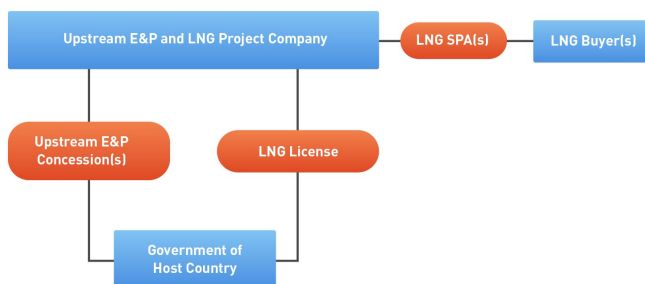 Upstream E&P and LNG Project Company
LNG SPA(s)
LNG Buyer(s)
Upstream E&P
Concession(s)
LNG License
Government of
Host Country